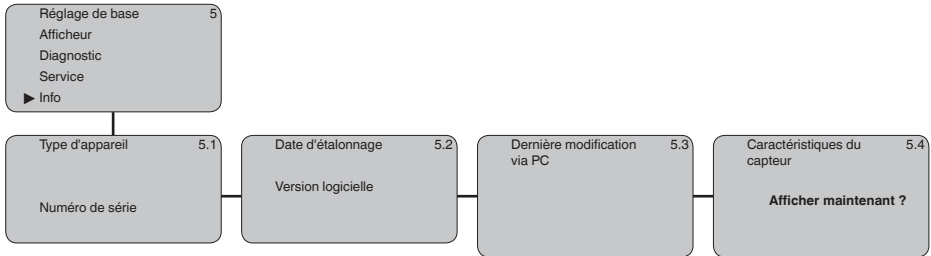 Réglage de base 5
Afficheur
Diagnostic
Service
▶ Info
Type d'appareil 5.1
Numéro de série
Date d'étalonnage 5.2
Version logicielle
Dernière modification 5.3
via PC
Caractéristiques du 5.4
capteur
Afficher maintenant ?